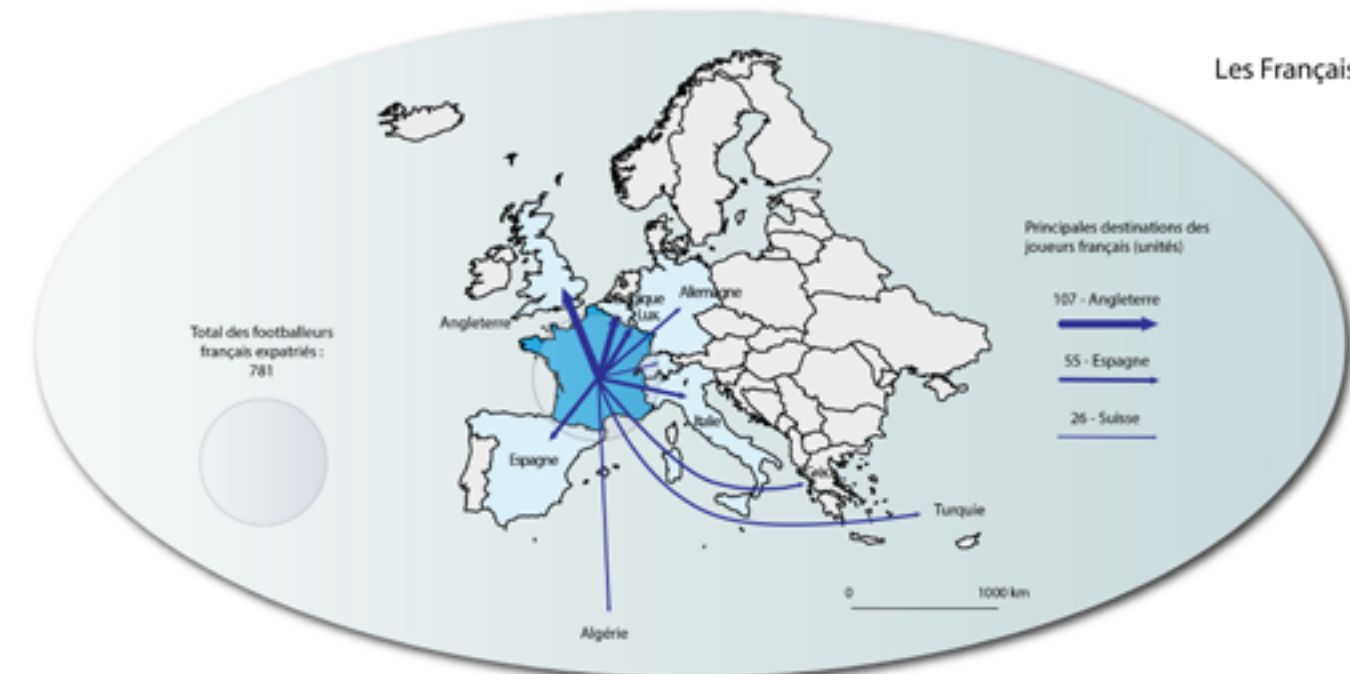 Les Français
Principales destinations des
joueurs français (unités)
107 - Angleterre
55 - Espagne
26 - Suisse
Total des footballeurs
français expatriés :
781
Allemagne
Lux.
Angleterre
Italie
Espagne
Turquie
0 1000 km
Algérie